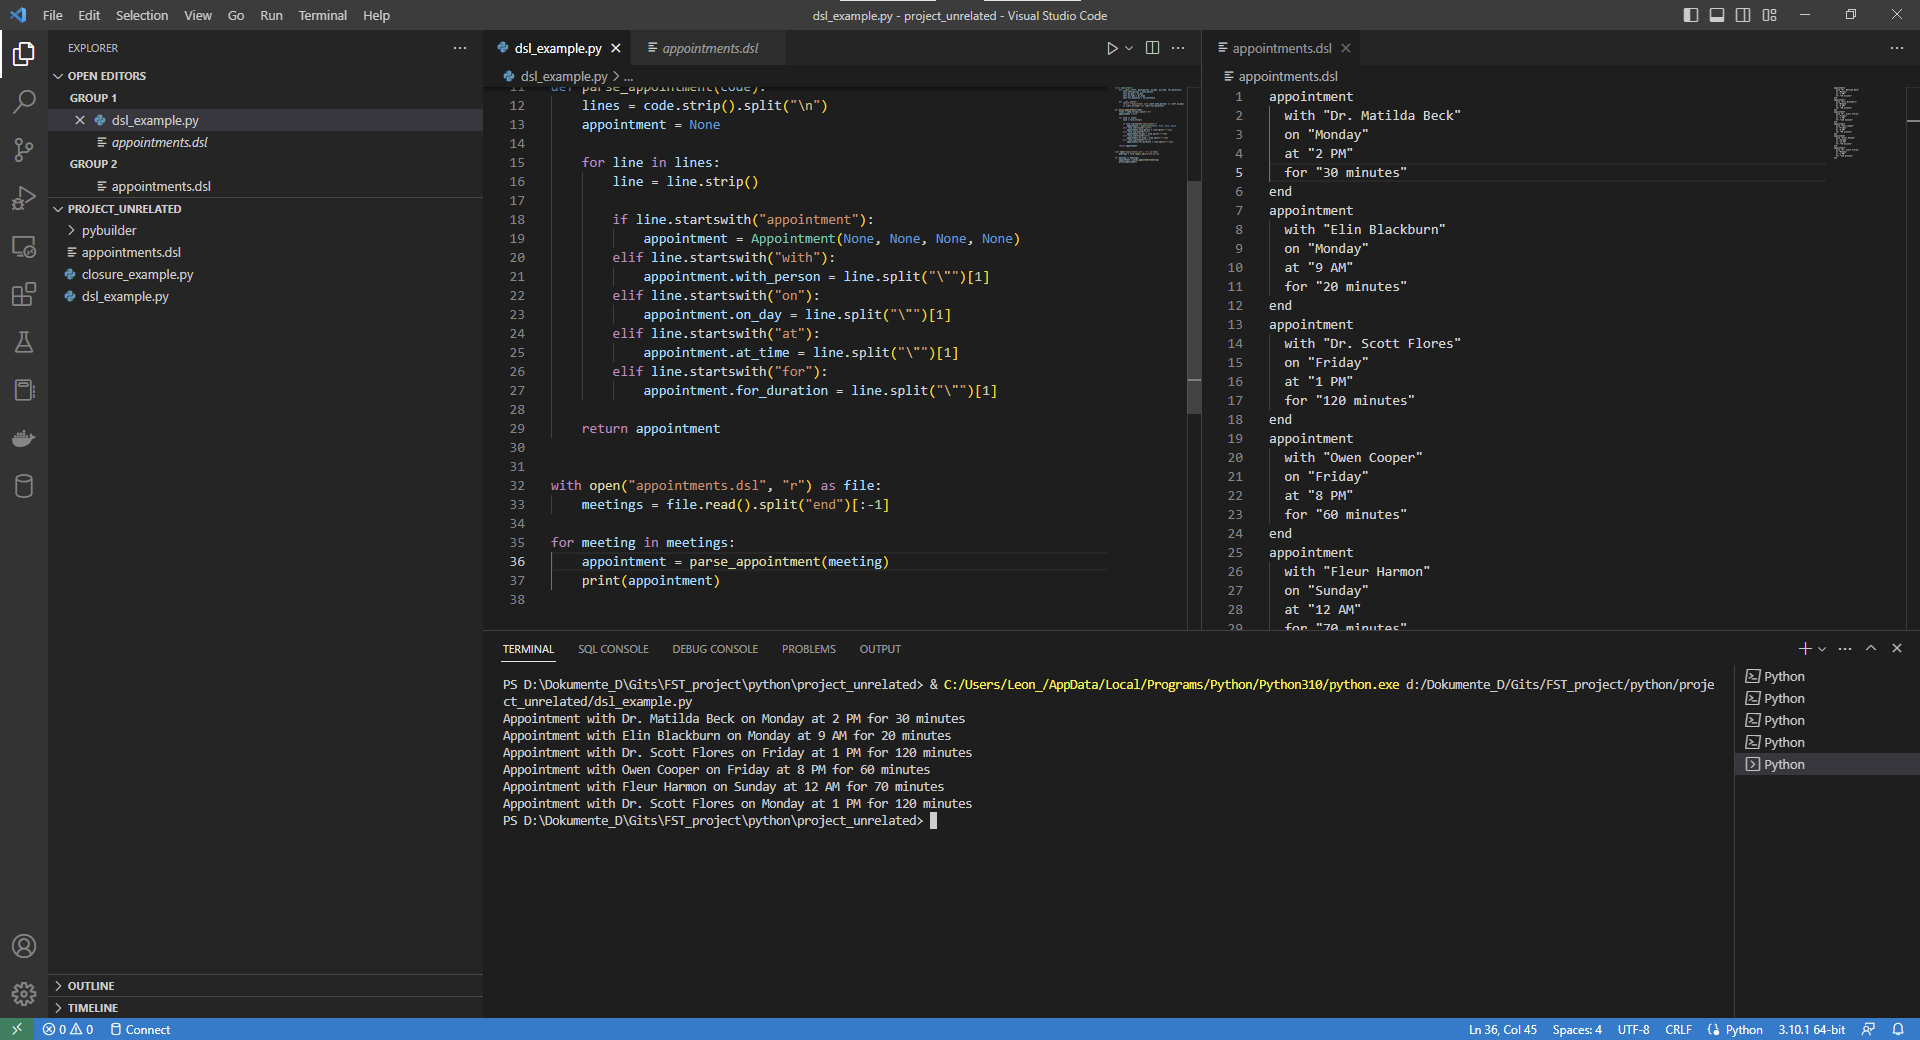 File Edit Selection View Go Run Terminal Help
dsl_example.py - project_unrelated - Visual Studio Code
EXPLORER
OPEN EDITORS
GROUP 1
dsl_example.py
appointments.dsl
GROUP 2
appointments.dsl
PROJECT_UNRELATED
pybuilder
appointments.dsl
closure_example.py
dsl_example.py
OUTLINE
TIMELINE
dsl_example.py
appointments.dsl
dsl_example.py > ...
11 def parse_appointment(code):
12 lines = code.strip().split("\n")
13 appointment = None
14
15 for line in lines:
16 line = line.strip()
17
18 if line.startswith("appointment"):
19 appointment = Appointment(None, None, None, None)
20 elif line.startswith("with"):
21 appointment.with_person = line.split("\"")[1]
22 elif line.startswith("on"):
23 appointment.on_day = line.split("\"")[1]
24 elif line.startswith("at"):
25 appointment.at_time = line.split("\"")[1]
26 elif line.startswith("for"):
27 appointment.for_duration = line.split("\"")[1]
28
29 return appointment
30
31
32 with open("appointments.dsl", "r") as file:
33 meetings = file.read().split("end")[:-1]
34
35 for meeting in meetings:
36 appointment = parse_appointment(meeting)
37 print(appointment)
38
appointments.dsl
appointments.dsl
1 appointment
2 with "Dr. Matilda Beck"
3 on "Monday"
4 at "2 PM"
5 for "30 minutes"
6 end
7 appointment
8 with "Elin Blackburn"
9 on "Monday"
10 at "9 AM"
11 for "20 minutes"
12 end
13 appointment
14 with "Dr. Scott Flores"
15 on "Friday"
16 at "1 PM"
17 for "120 minutes"
18 end
19 appointment
20 with "Owen Cooper"
21 on "Friday"
22 at "8 PM"
23 for "60 minutes"
24 end
25 appointment
26 with "Fleur Harmon"
27 on "Sunday"
28 at "12 AM"
29 for "70 minutes"
TERMINAL SQL CONSOLE DEBUG CONSOLE PROBLEMS OUTPUT
PS D:\Dokumente_D\Gits\FST_project\python\project_unrelated> & C:/Users/Leon_/AppData/Local/Programs/Python/Python310/python.exe d:/Dokumente_D/Gits/FST_project/python/proje
ct_unrelated/dsl_example.py
Appointment with Dr. Matilda Beck on Monday at 2 PM for 30 minutes
Appointment with Elin Blackburn on Monday at 9 AM for 20 minutes
Appointment with Dr. Scott Flores on Friday at 1 PM for 120 minutes
Appointment with Owen Cooper on Friday at 8 PM for 60 minutes
Appointment with Fleur Harmon on Sunday at 12 AM for 70 minutes
Appointment with Dr. Scott Flores on Monday at 1 PM for 120 minutes
PS D:\Dokumente_D\Gits\FST_project\python\project_unrelated>
Python
Python
Python
Python
Python
0 0 Connect
Ln 36, Col 45 Spaces: 4 UTF-8 CRLF Python 3.10.1 64-bit